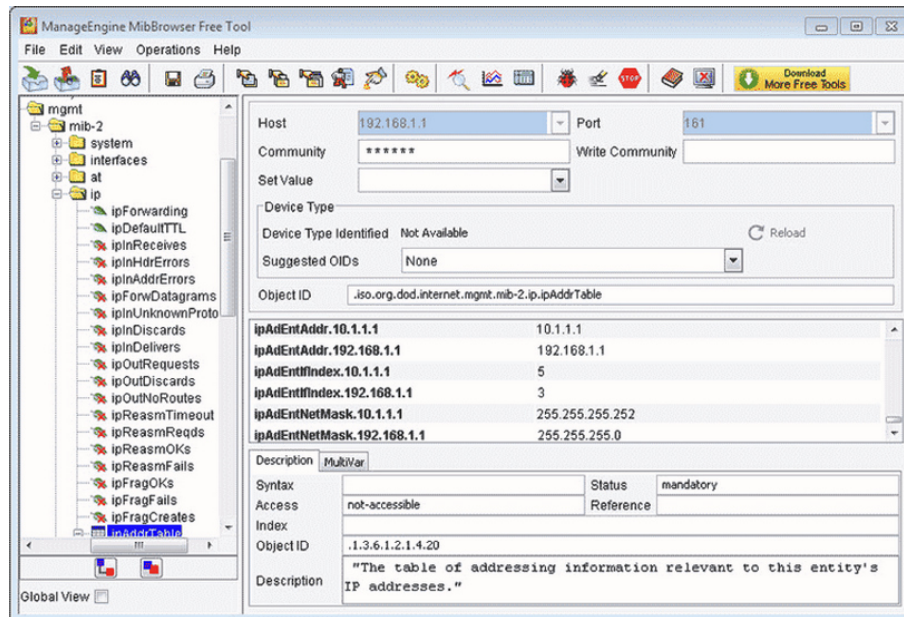 ManageEngine MibBrowser Free Tool
File Edit View Operations Help
STOP
Download
More Free Tools
mgmt
mib-2
system
interfaces
at
ip
ipForwarding
ipDefaultTTL
ipInReceives
ipInHdrErrors
ipInAddrErrors
ipForwDatagrams
ipInUnknownProto
ipInDiscards
ipInDelivers
ipOutRequests
ipOutDiscards
ipOutNoRoutes
ipReasmTimeout
ipReasmReqds
ipReasmOKs
ipReasmFails
ipFragOKs
ipFragFails
ipFragCreates
ipAddrTable
Global View
Host 192.168.1.1 Port 161
Community ****** Write Community
Set Value
Device Type
Device Type Identified Not Available Reload
Suggested OIDs None
Object ID .iso.org.dod.internet.mgmt.mib-2.ip.ipAddrTable
ipAdEntAddr.10.1.1.1 10.1.1.1
ipAdEntAddr.192.168.1.1 192.168.1.1
ipAdEntIfIndex.10.1.1.1 5
ipAdEntIfIndex.192.168.1.1 3
ipAdEntNetMask.10.1.1.1 255.255.255.252
ipAdEntNetMask.192.168.1.1 255.255.255.0
Description MultiVar
Syntax Status mandatory
Access not-accessible Reference
Index
Object ID .1.3.6.1.2.1.4.20
Description "The table of addressing information relevant to this entity's
IP addresses."